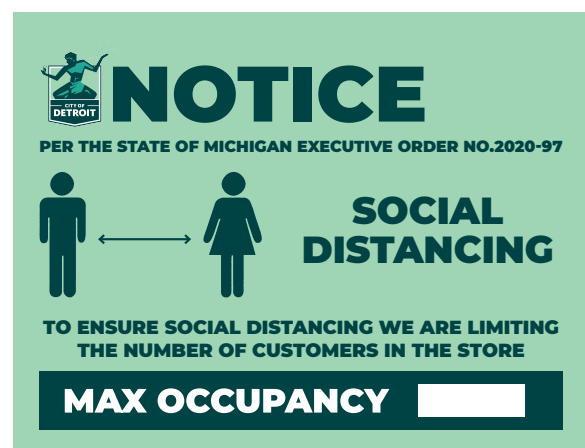 CITY OF
DETROIT
NOTICE
PER THE STATE OF MICHIGAN EXECUTIVE ORDER NO.2020-97
SOCIAL
DISTANCING
TO ENSURE SOCIAL DISTANCING WE ARE LIMITING
THE NUMBER OF CUSTOMERS IN THE STORE
MAX OCCUPANCY